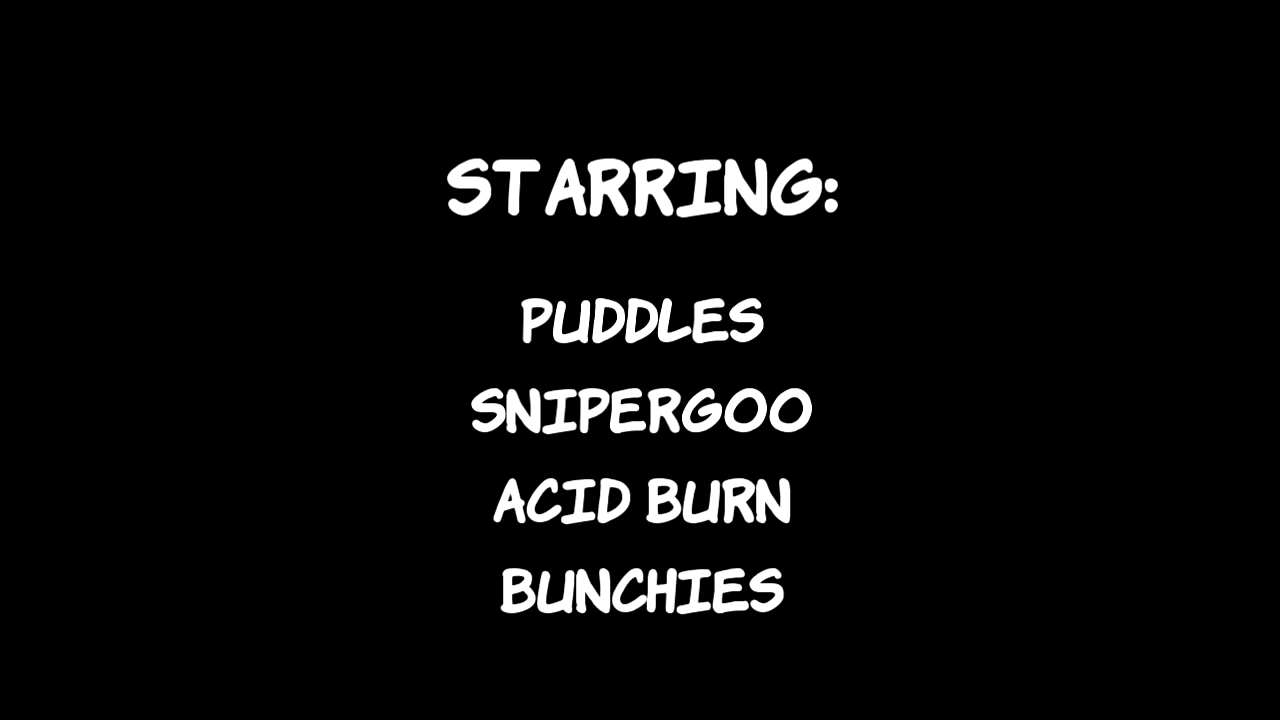 STARRING:
PUDDLES
SNIPERGOO
ACID BURN
BUNCHIES